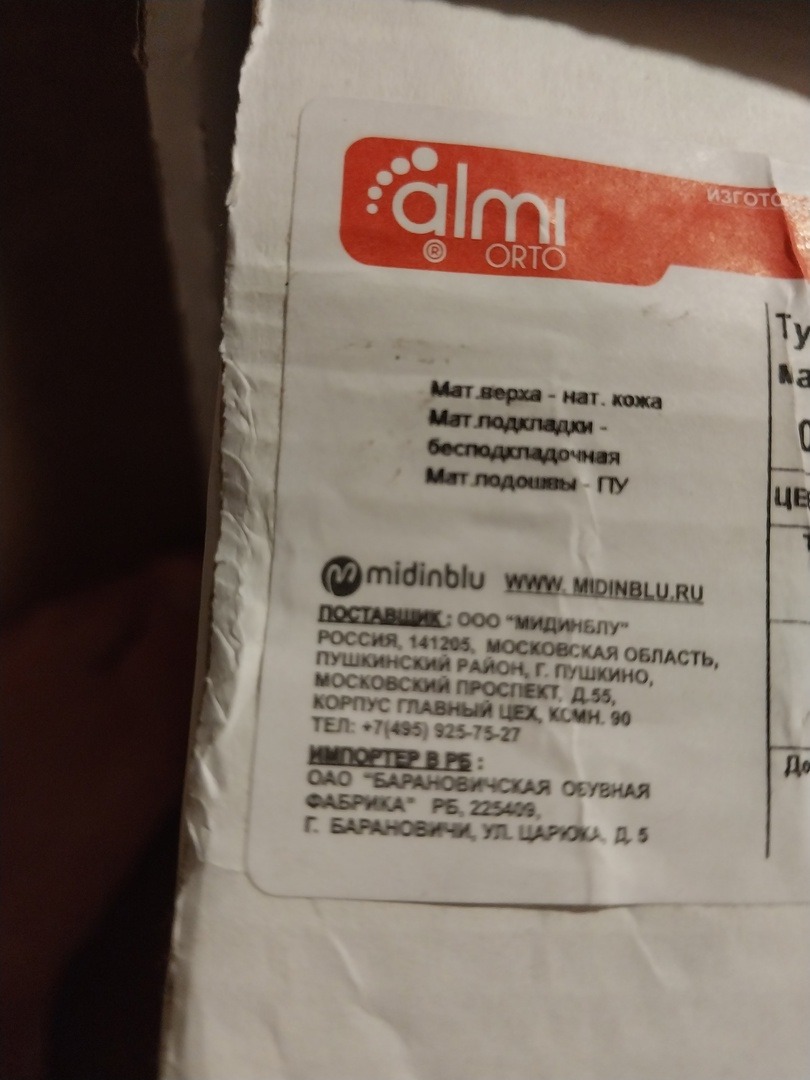 almi
® ORTO
Мат.верха - нат. кожа
Мат.подкладки -
бесподкладочная
Мат.подошвы - ПУ
midinblu WWW. MIDINBLU.RU
ПОСТАВЩИК : ООО "МИДИНБЛУ"
РОССИЯ, 141205, МОСКОВСКАЯ ОБЛАСТЬ,
ПУШКИНСКИЙ РАЙОН, Г. ПУШКИНО,
МОСКОВСКИЙ ПРОСПЕКТ, Д.55,
КОРПУС ГЛАВНЫЙ ЦЕХ, КОМН. 90
ТЕЛ: +7(495) 925-75-27
ИМПОРТЕР В РБ :
ОАО "БАРАНОВИЧСКАЯ ОБУВНАЯ
ФАБРИКА" РБ, 225409,
Г. БАРАНОВИЧИ, УЛ. ЦАРЮКА, Д. 5